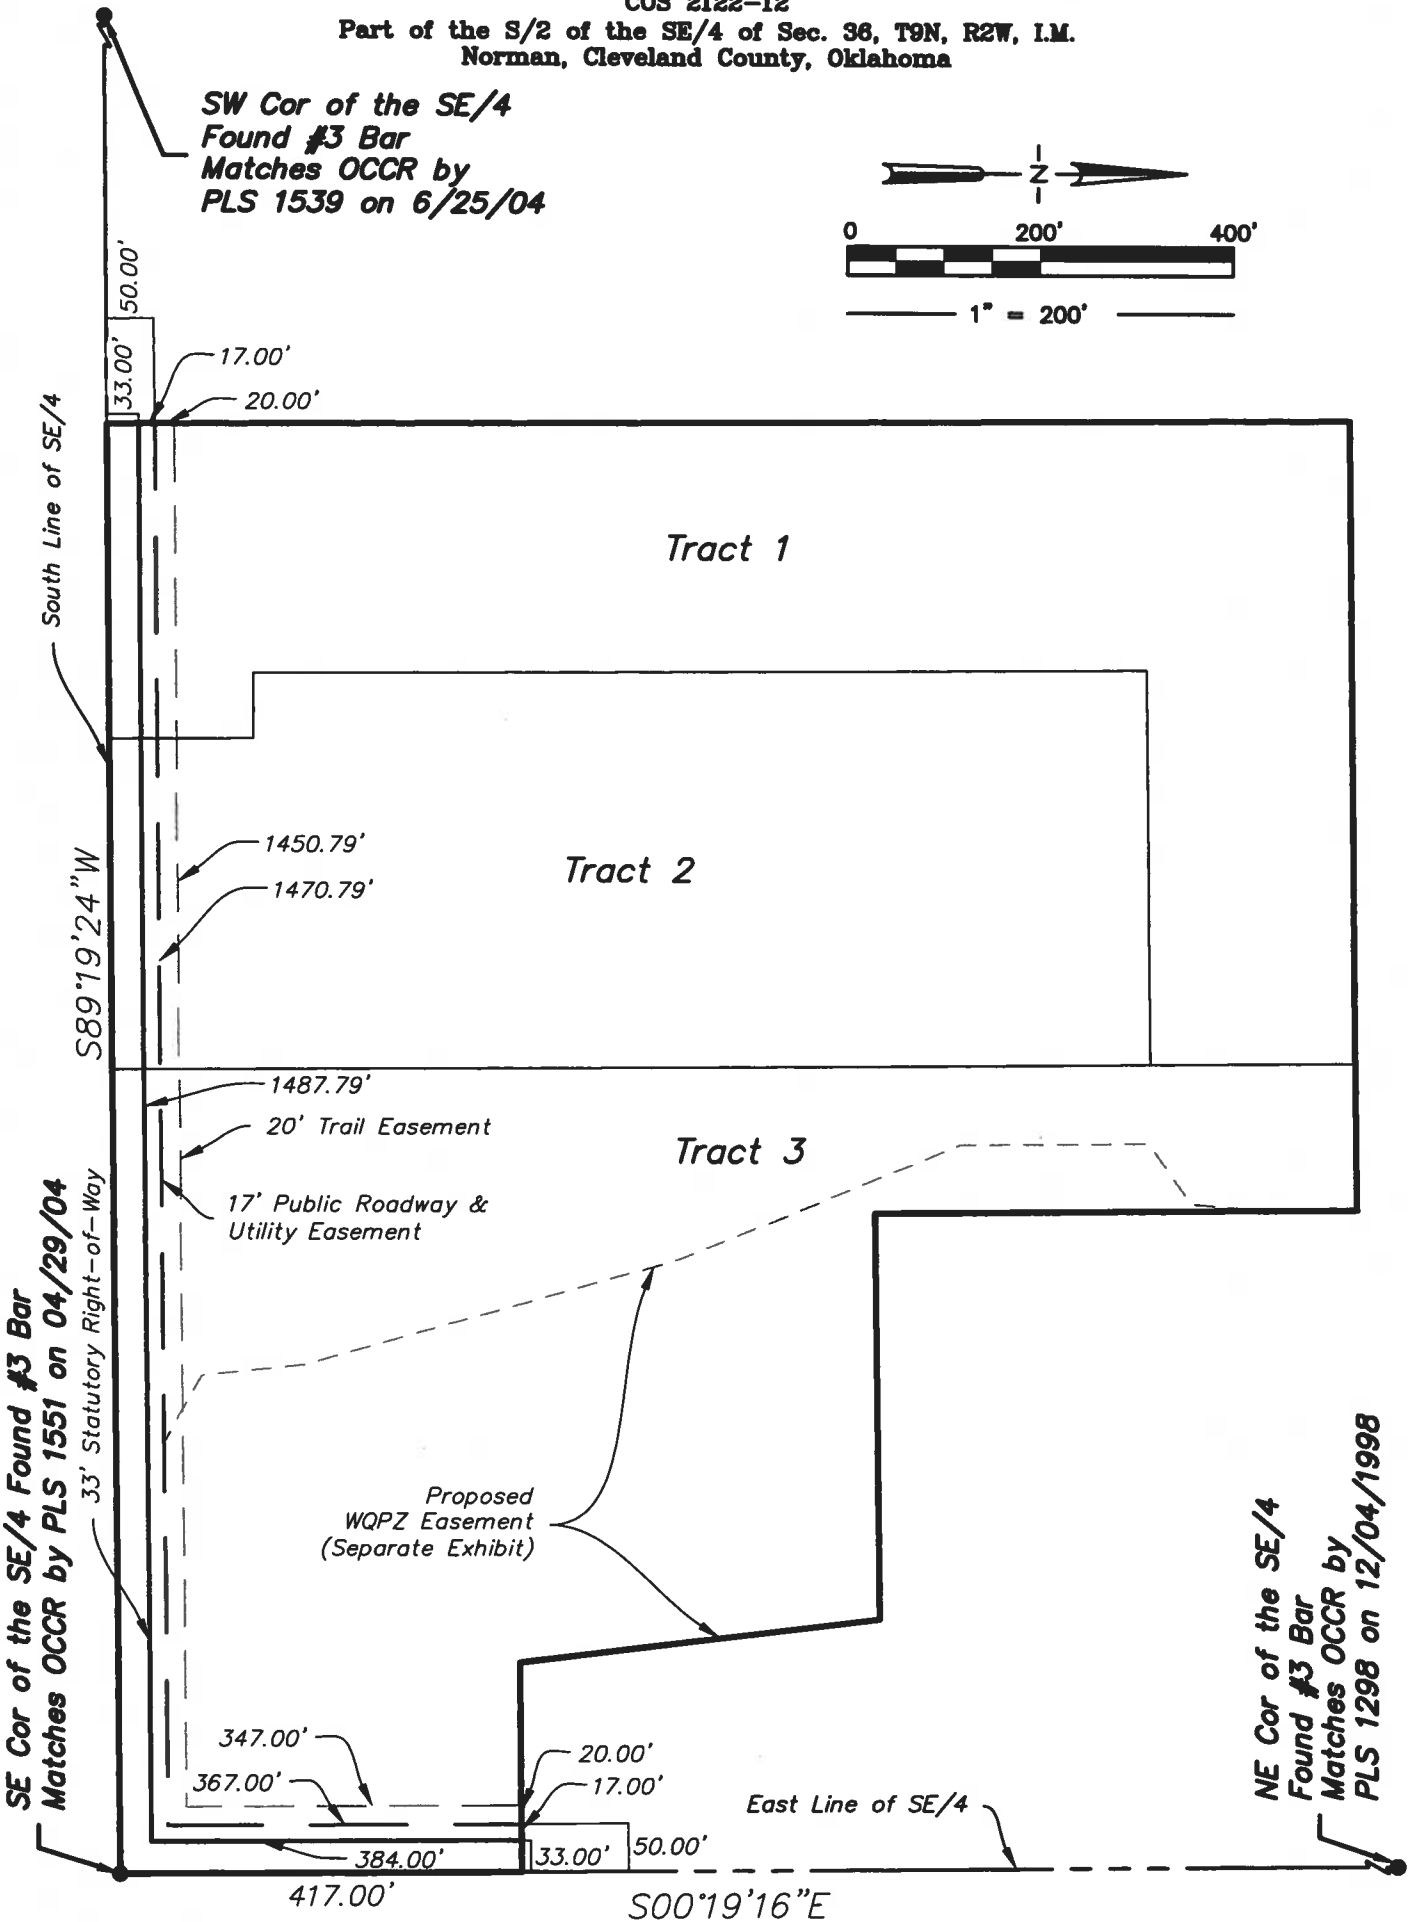 COS 2122-12
Part of the S/2 of the SE/4 of Sec. 36, T9N, R2W, I.M.
Norman, Cleveland County, Oklahoma
SW Cor of the SE/4
Found #3 Bar
Matches OCCR by
PLS 1539 on 6/25/04
N
0 200' 400'
1" = 200'
50.00'
33.00'
17.00'
20.00'
South Line of SE/4
Tract 1
1450.79'
1470.79'
Tract 2
S89°19'24"W
1487.79'
20' Trail Easement
Tract 3
17' Public Roadway &
Utility Easement
33' Statutory Right-of-Way
SE Cor of the SE/4 Found #3 Bar
Matches OCCR by PLS 1551 on 04/29/04
Proposed
WQPZ Easement
(Separate Exhibit)
NE Cor of the SE/4
Found #3 Bar
Matches OCCR by
PLS 1298 on 12/04/1998
347.00'
367.00'
20.00'
17.00'
East Line of SE/4
384.00'
33.00'
50.00'
417.00'
S00°19'16"E